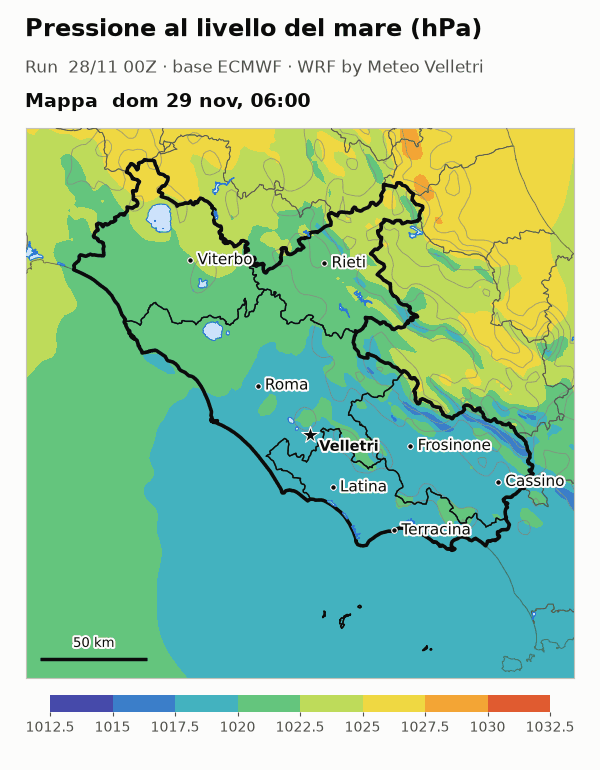 Pressione al livello del mare (hPa)
Run  28/11 00Z · base ECMWF · WRF by Meteo Velletri
Mappa  dom 29 nov, 06:00
Viterbo
Rieti
Roma
Velletri
Frosinone
Latina
Cassino
Terracina
50 km
1012.5 1015 1017.5 1020 1022.5 1025 1027.5 1030 1032.5